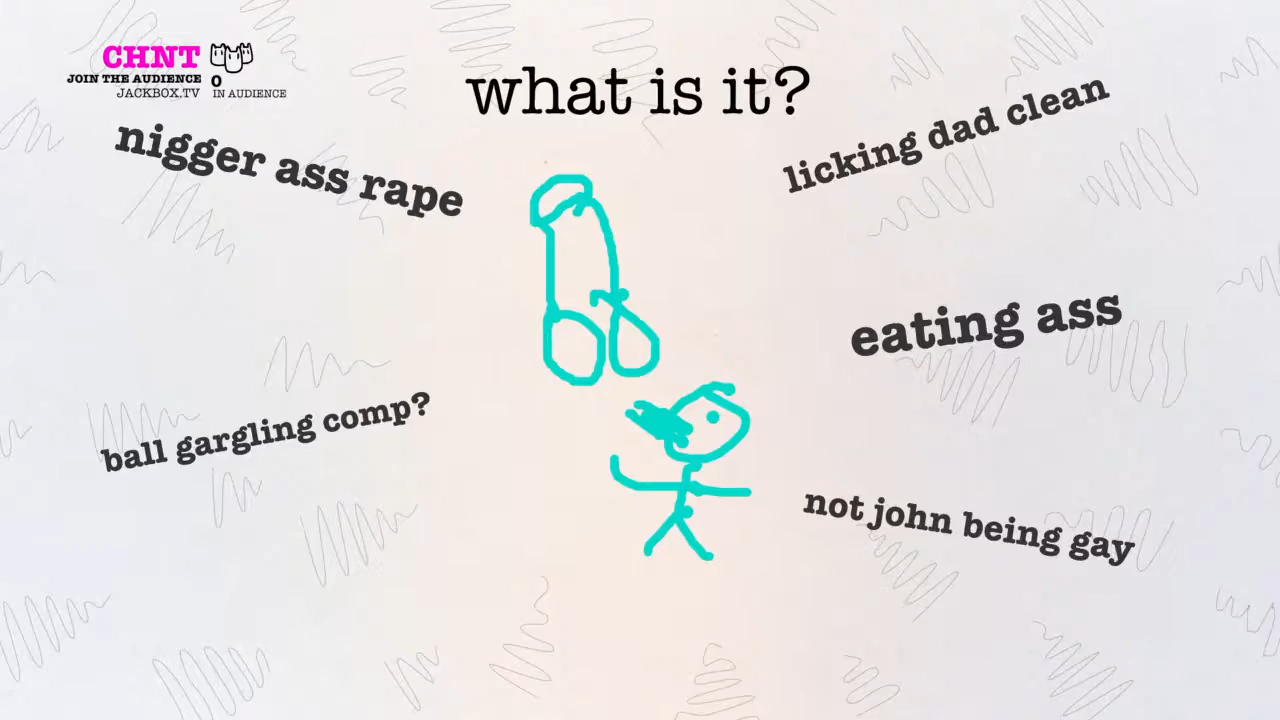 CHNT
JOIN THE AUDIENCE
JACKBOX.TV
0
IN AUDIENCE
what is it?
nigger ass rape
licking dad clean
eating ass
ball gargling comp?
not john being gay